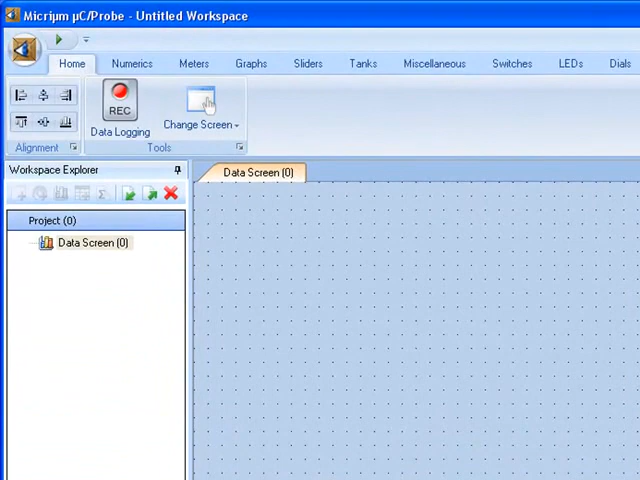 Micriµm µC/Probe - Untitled Workspace
Home Numerics Meters Graphs Sliders Tanks Miscellaneous Switches LEDs Dials
REC
Data Logging Change Screen
Alignment Tools
Workspace Explorer
Data Screen (0)
Σ
Project (0)
Data Screen (0)